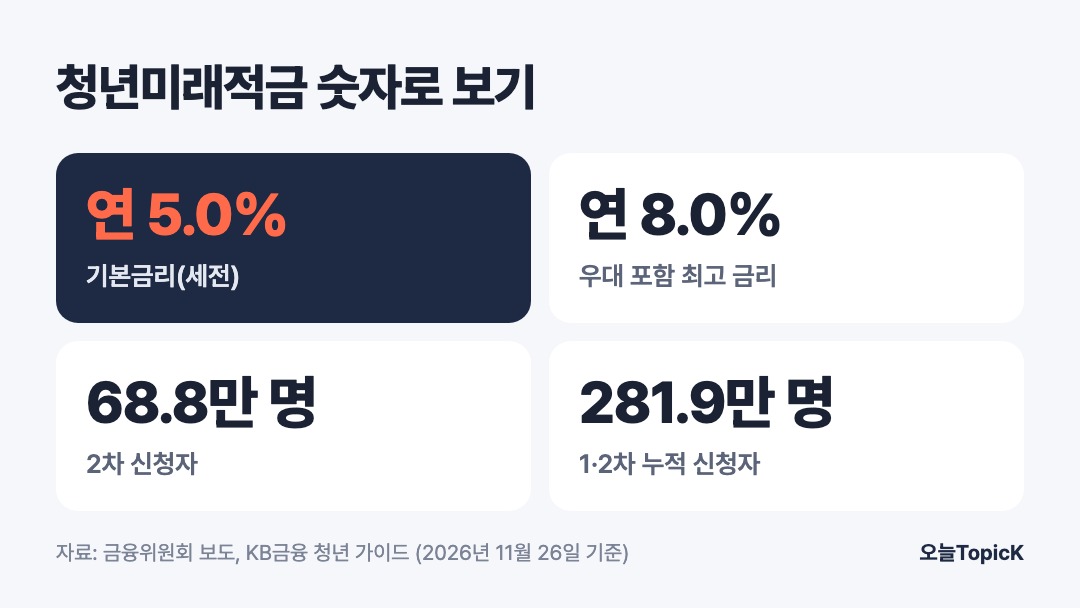 청년미래적금 숫자로 보기
연 5.0%
기본금리(세전)
연 8.0%
우대 포함 최고 금리
68.8만 명
2차 신청자
281.9만 명
1·2차 누적 신청자
자료: 금융위원회 보도, KB금융 청년 가이드 (2026년 11월 26일 기준)
오늘TopicK